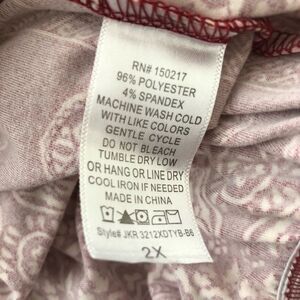 RN# 150217
96% POLYESTER
4% SPANDEX
MACHINE WASH COLD
WITH LIKE COLORS
GENTLE CYCLE
DO NOT BLEACH
TUMBLE DRY LOW
OR HANG OR LINE DRY
COOL IRON IF NEEDED
MADE IN CHINA
Style# JKR 3212XDTYB-B6
2X